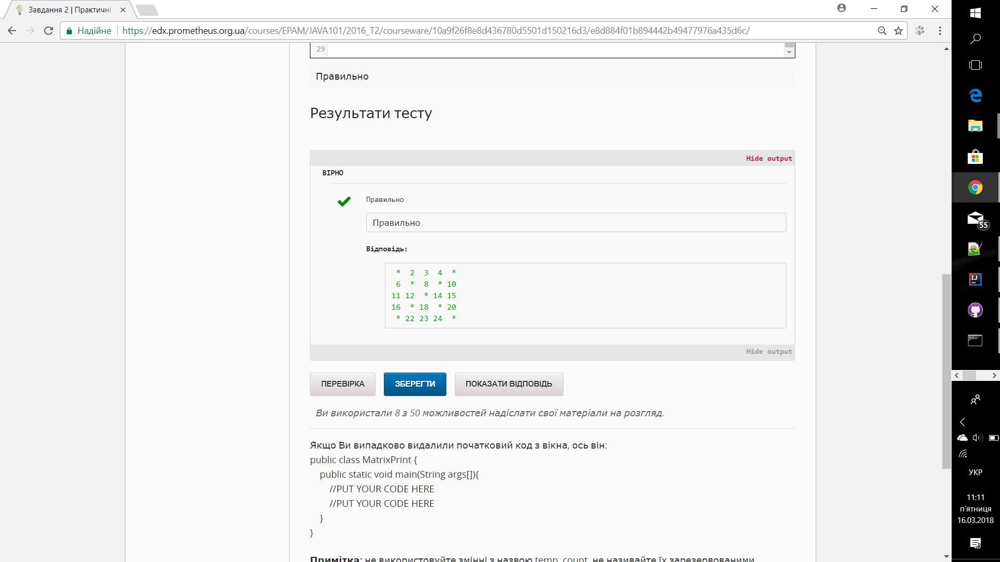 Завдання 2 | Практичні
Надійне
https://edx.prometheus.org.ua/courses/EPAM/JAVA101/2016_T2/courseware/10a9f26f8e8d436780d5501d150216d3/e8d884f01b894442b49477976a435d6c/
29
Правильно
Результати тесту
Hide output
ВІРНО
Правильно
Правильно
Відповідь:
* 2 3 4 *
6 * 8 * 10
11 12 * 14 15
16 * 18 * 20
* 22 23 24 *
Hide output
ПЕРЕВІРКА ЗБЕРЕГТИ ПОКАЗАТИ ВІДПОВІДЬ
Ви використали 8 з 50 можливостей надіслати свої матеріали на розгляд.
Якщо Ви випадково видалили початковий код з вікна, ось він:
public class MatrixPrint {
public static void main(String args[]){
//PUT YOUR CODE HERE
//PUT YOUR CODE HERE
}
}
Примітка: не використовуйте змінні з назвою temp, count, не називайте їх зарезервованими
55
IJ
УКР
11:11
п'ятниця
16.03.2018